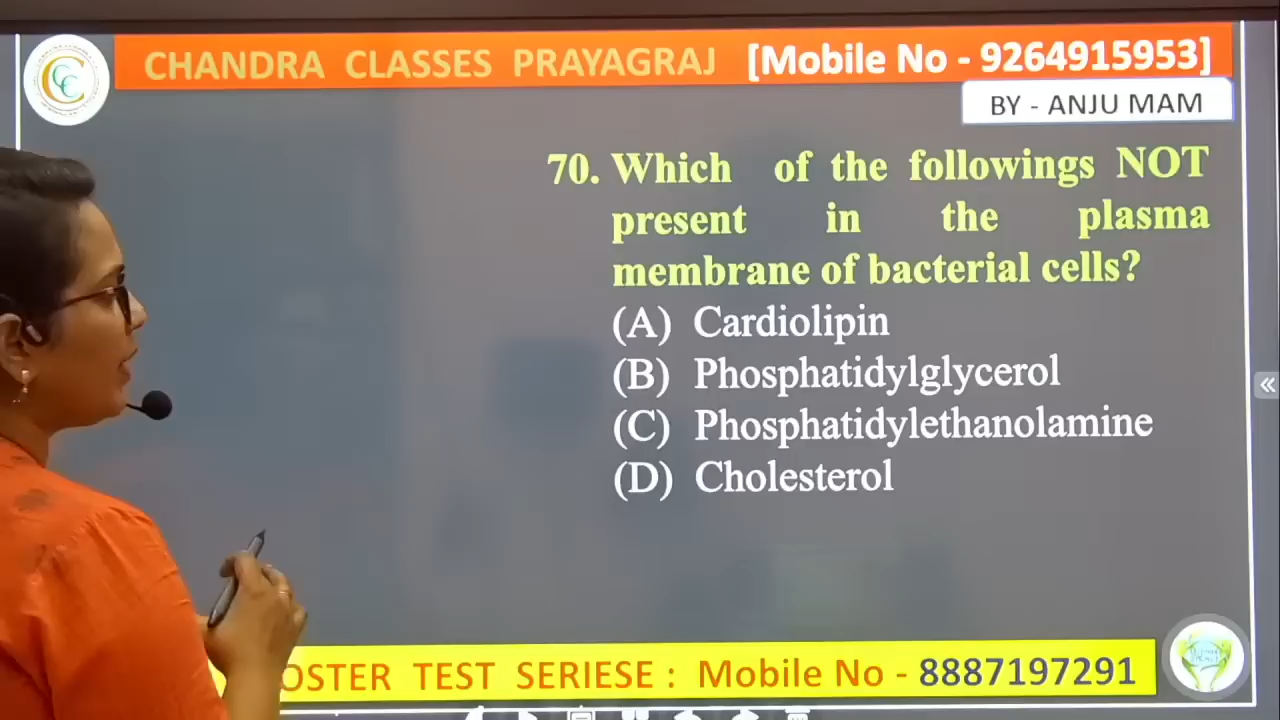 CHANDRA CLASSES PRAYAGRAJ [Mobile No - 9264915953]
BY - ANJU MAM
70. Which of the followings NOT
present in the plasma
membrane of bacterial cells?
(A) Cardiolipin
(B) Phosphatidylglycerol
(C) Phosphatidylethanolamine
(D) Cholesterol
OSTER TEST SERIESE : Mobile No - 8887197291